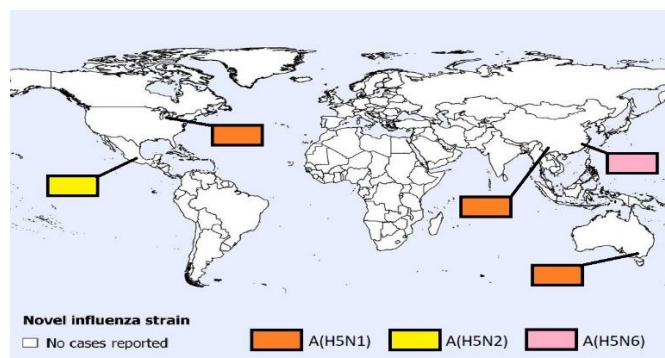 Novel influenza strain
No cases reported
A(H5N1)
A(H5N2)
A(H5N6)